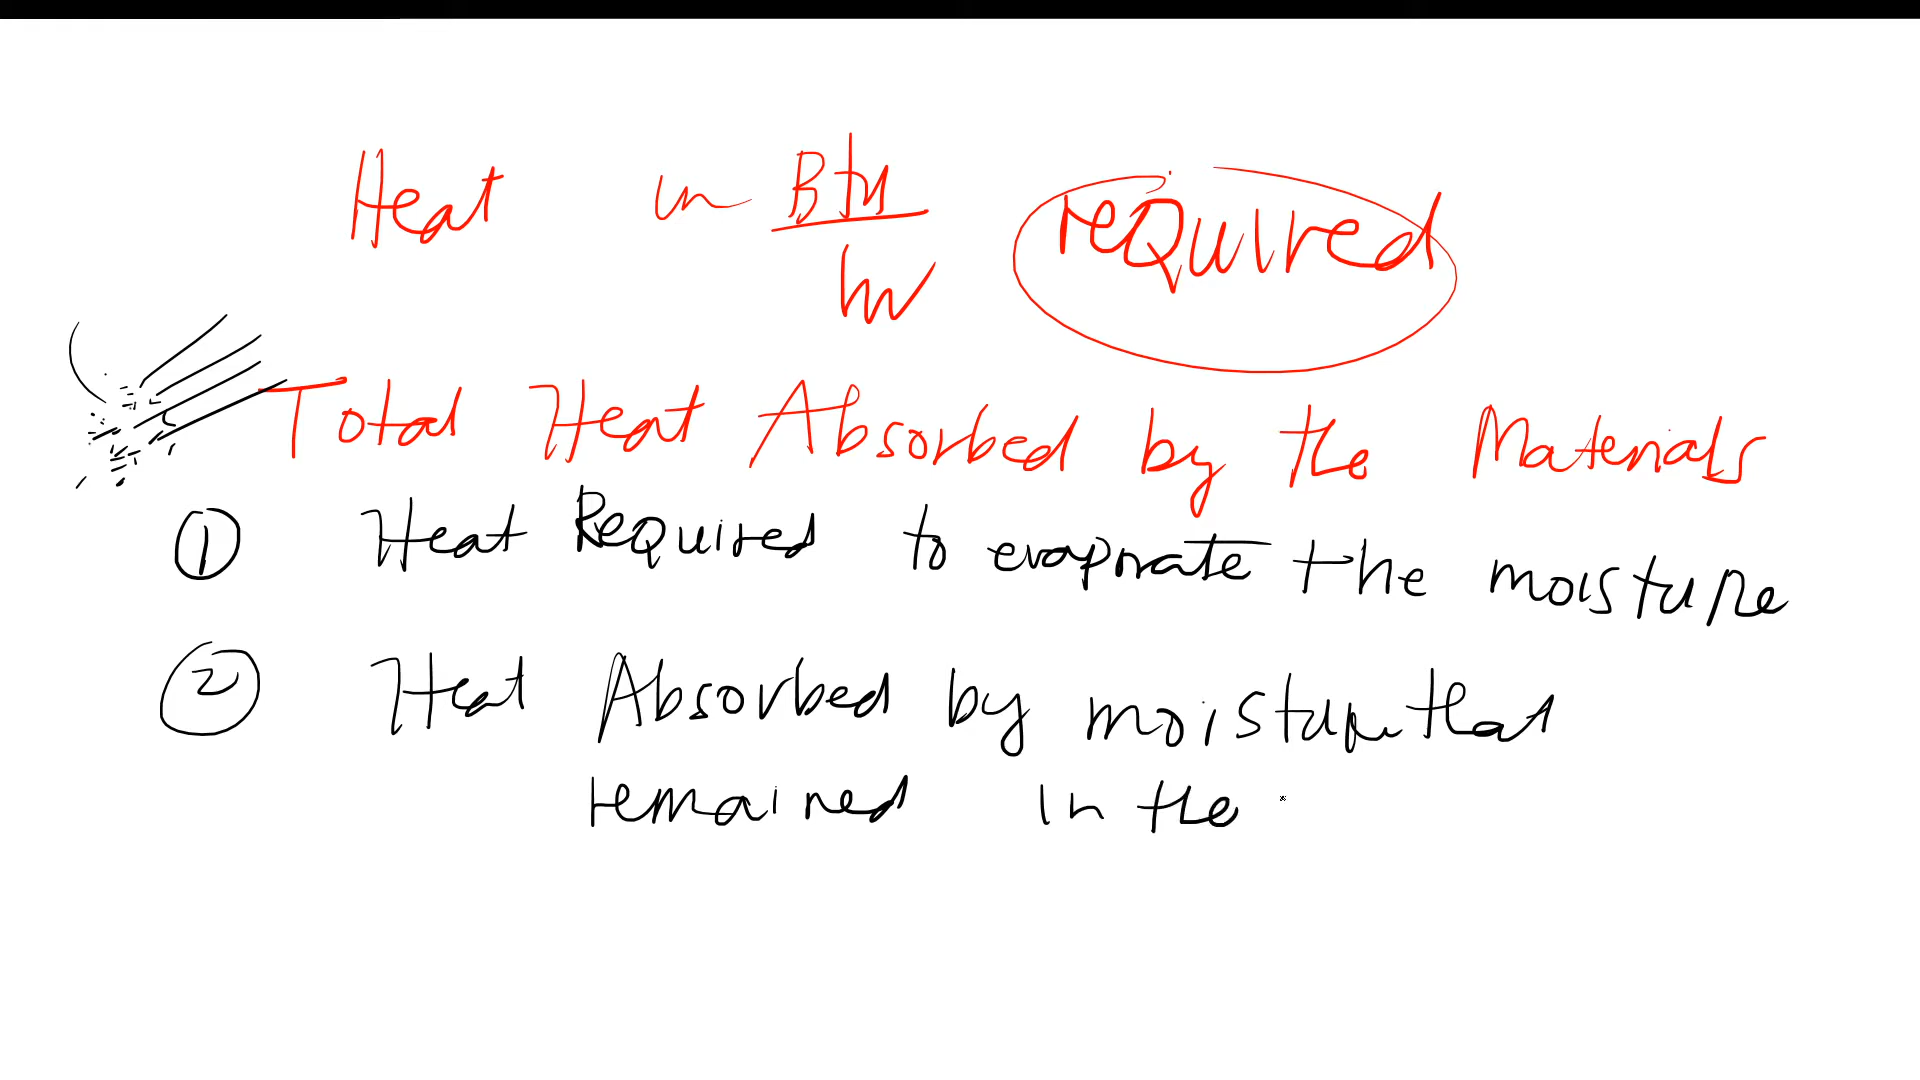 Heat in Btu/hr required
Total Heat Absorbed by the Materials
1 Heat Required to evaporate the moisture
2 Heat Absorbed by moisture that
remained in the